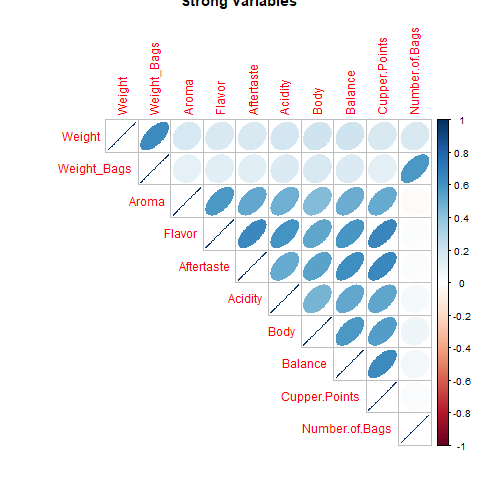 Strong Variables
Weight
Weight_Bags
Aroma
Flavor
Aftertaste
Acidity
Body
Balance
Cupper.Points
Number.of.Bags
Weight
Weight_Bags
Aroma
Flavor
Aftertaste
Acidity
Body
Balance
Cupper.Points
Number.of.Bags
1
0.8
0.6
0.4
0.2
0
-0.2
-0.4
-0.6
-0.8
-1